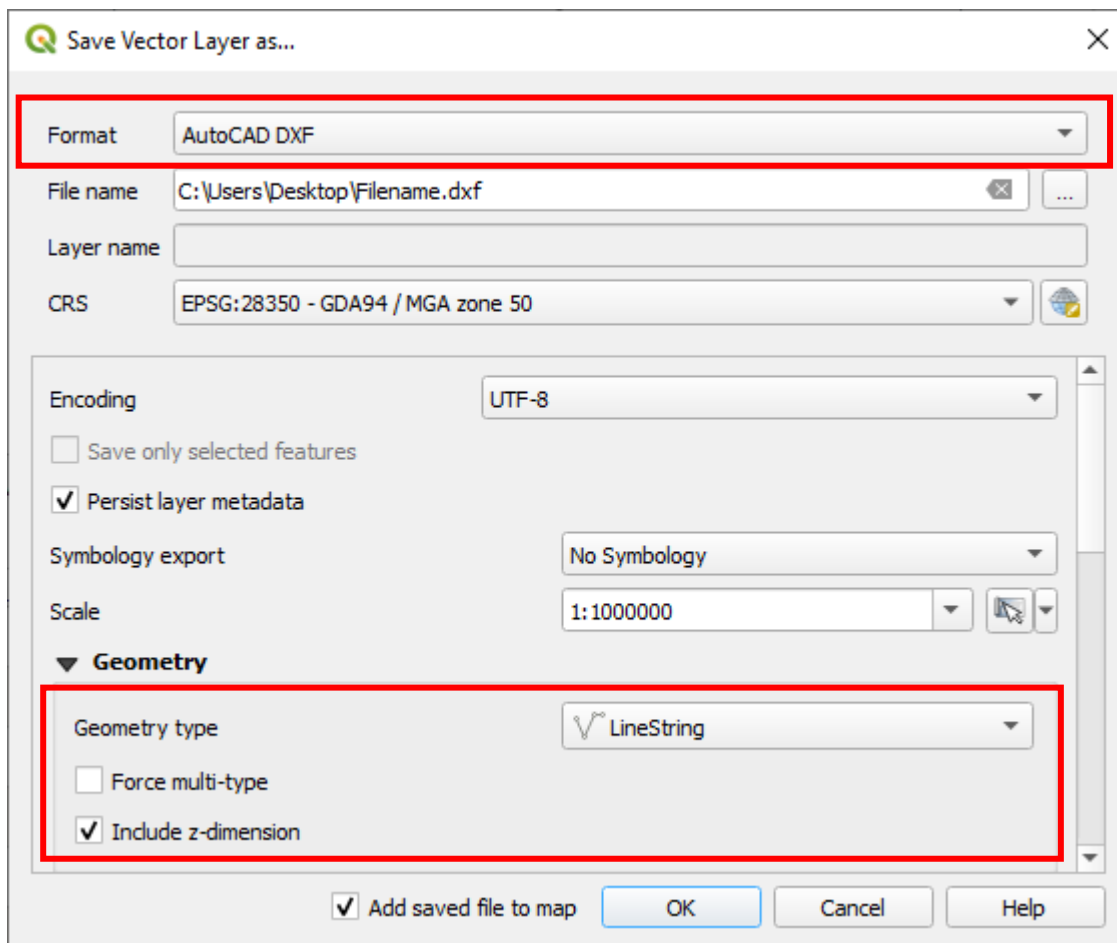 Save Vector Layer as...
Format AutoCAD DXF
File name C:\Users\Desktop\Filename.dxf ...
Layer name
CRS EPSG:28350 - GDA94 / MGA zone 50
Encoding UTF-8
Save only selected features
Persist layer metadata
Symbology export No Symbology
Scale 1:1000000
Geometry
Geometry type LineString
Force multi-type
Include z-dimension
Add saved file to map OK Cancel Help